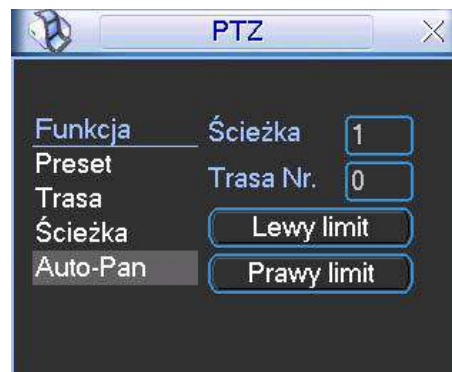 PTZ
Funkcja
Preset
Trasa
Ścieżka
Auto-Pan
Ścieżka 1
Trasa Nr. 0
Lewy limit
Prawy limit